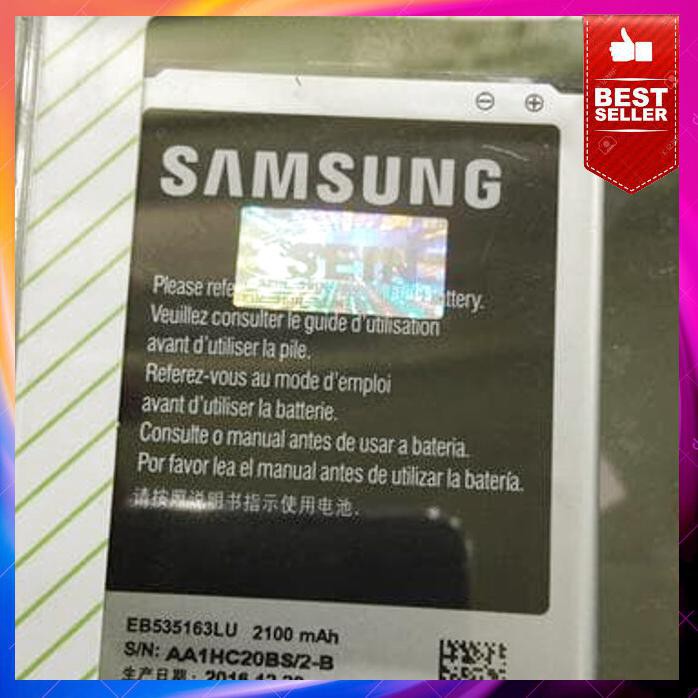 BEST
SELLER
SAMSUNG
SEIN
Please refe ttery.
Veuillez consulter le guide d'utilisation
avant d'utiliser la pile.
Referez-vous au mode d'emploi
avant d'utiliser la batterie.
Consulte o manual antes de usar a bateria.
Por favor lea el manual antes de utilizar la batería.
请按照说明书指示使用电池.
EB535163LU 2100 mAh
S/N: AA1HC20BS/2-B
生产日期: